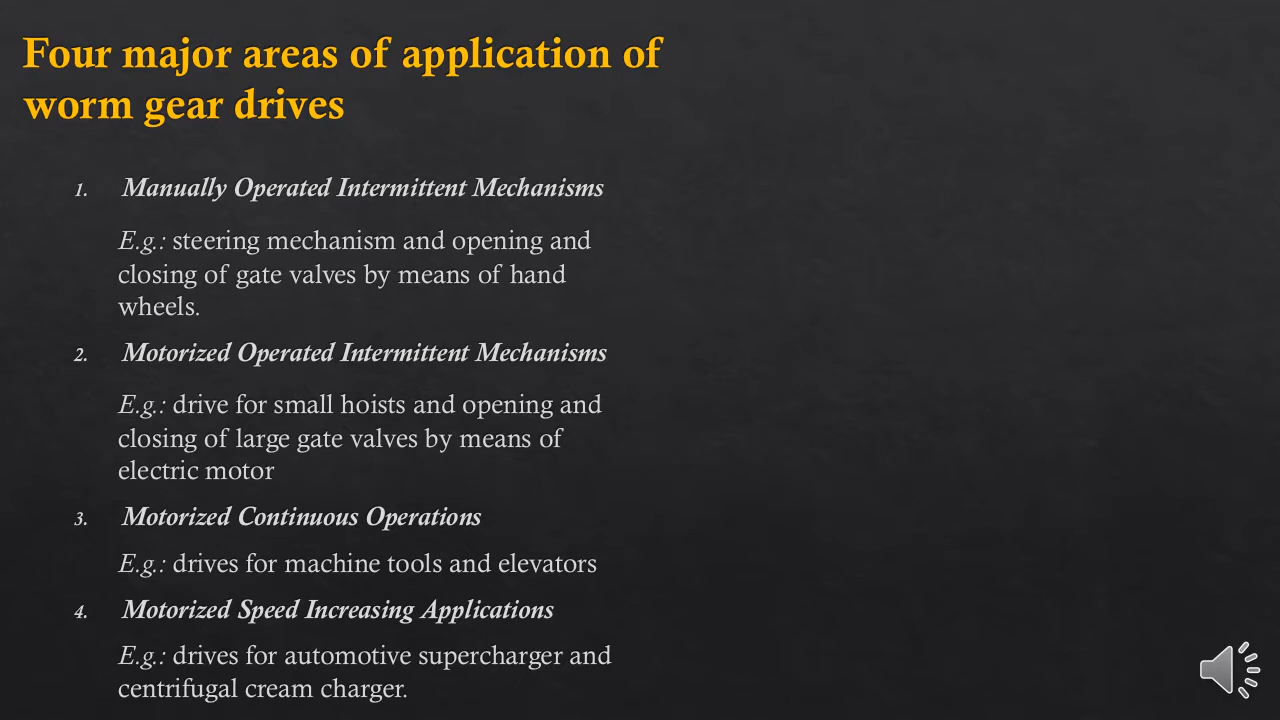 Four major areas of application of
worm gear drives
1. Manually Operated Intermittent Mechanisms
E.g.: steering mechanism and opening and
closing of gate valves by means of hand
wheels.
2. Motorized Operated Intermittent Mechanisms
E.g.: drive for small hoists and opening and
closing of large gate valves by means of
electric motor
3. Motorized Continuous Operations
E.g.: drives for machine tools and elevators
4. Motorized Speed Increasing Applications
E.g.: drives for automotive supercharger and
centrifugal cream charger.